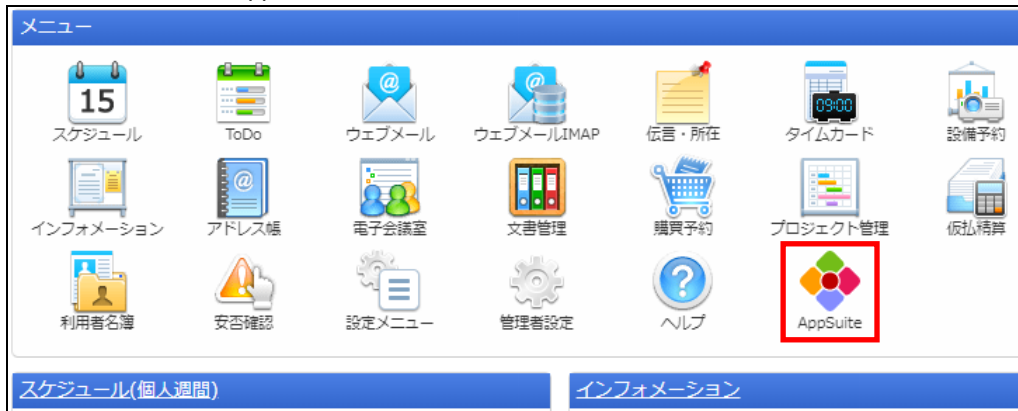 メニュー
15
スケジュール
ToDo
ウェブメール
ウェブメールIMAP
伝言・所在
09:00
タイムカード
設備予約
インフォメーション
アドレス帳
電子会議室
文書管理
購買予約
プロジェクト管理
仮払精算
利用者名簿
安否確認
設定メニュー
管理者設定
ヘルプ
AppSuite
スケジュール(個人週間)
インフォメーション